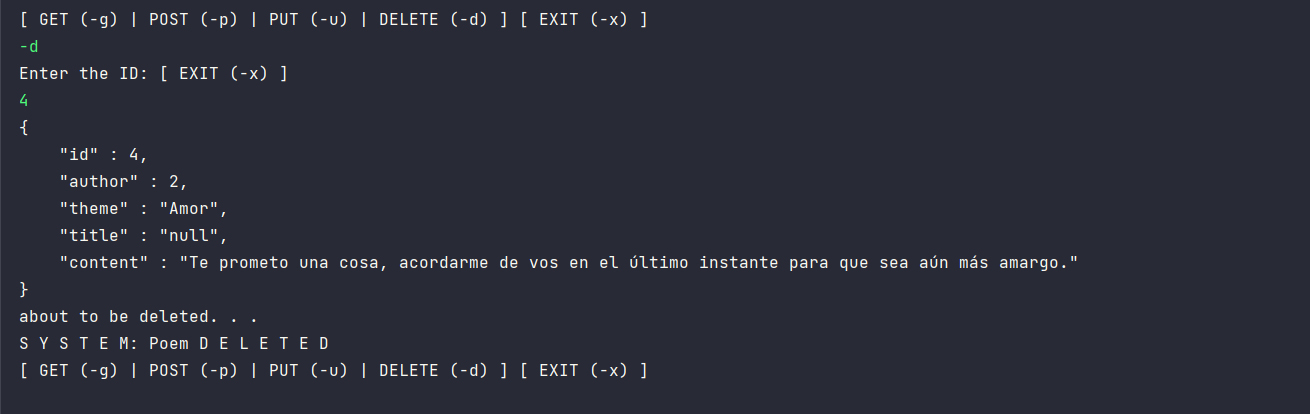 [ GET (-g) | POST (-p) | PUT (-u) | DELETE (-d) ] [ EXIT (-x) ]
-d
Enter the ID: [ EXIT (-x) ]
4
{
    "id" : 4,
    "author" : 2,
    "theme" : "Amor",
    "title" : "null",
    "content" : "Te prometo una cosa, acordarme de vos en el último instante para que sea aún más amargo."
}
about to be deleted. . .
S Y S T E M: Poem D E L E T E D
[ GET (-g) | POST (-p) | PUT (-u) | DELETE (-d) ] [ EXIT (-x) ]